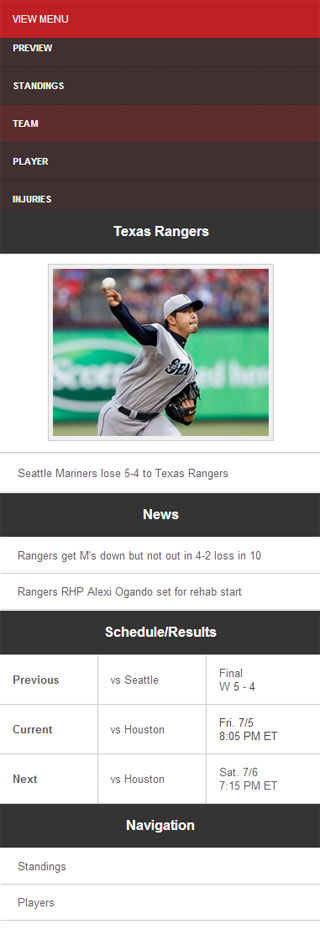 VIEW MENU
PREVIEW
STANDINGS
TEAM
PLAYER
INJURIES
Texas Rangers
SEA
Seattle Mariners lose 5-4 to Texas Rangers
News
Rangers get M's down but not out in 4-2 loss in 10
Rangers RHP Alexi Ogando set for rehab start
Schedule/Results
Previous
vs Seattle
Final
W 5 - 4
Current
vs Houston
Fri. 7/5
8:05 PM ET
Next
vs Houston
Sat. 7/6
7:15 PM ET
Navigation
Standings
Players